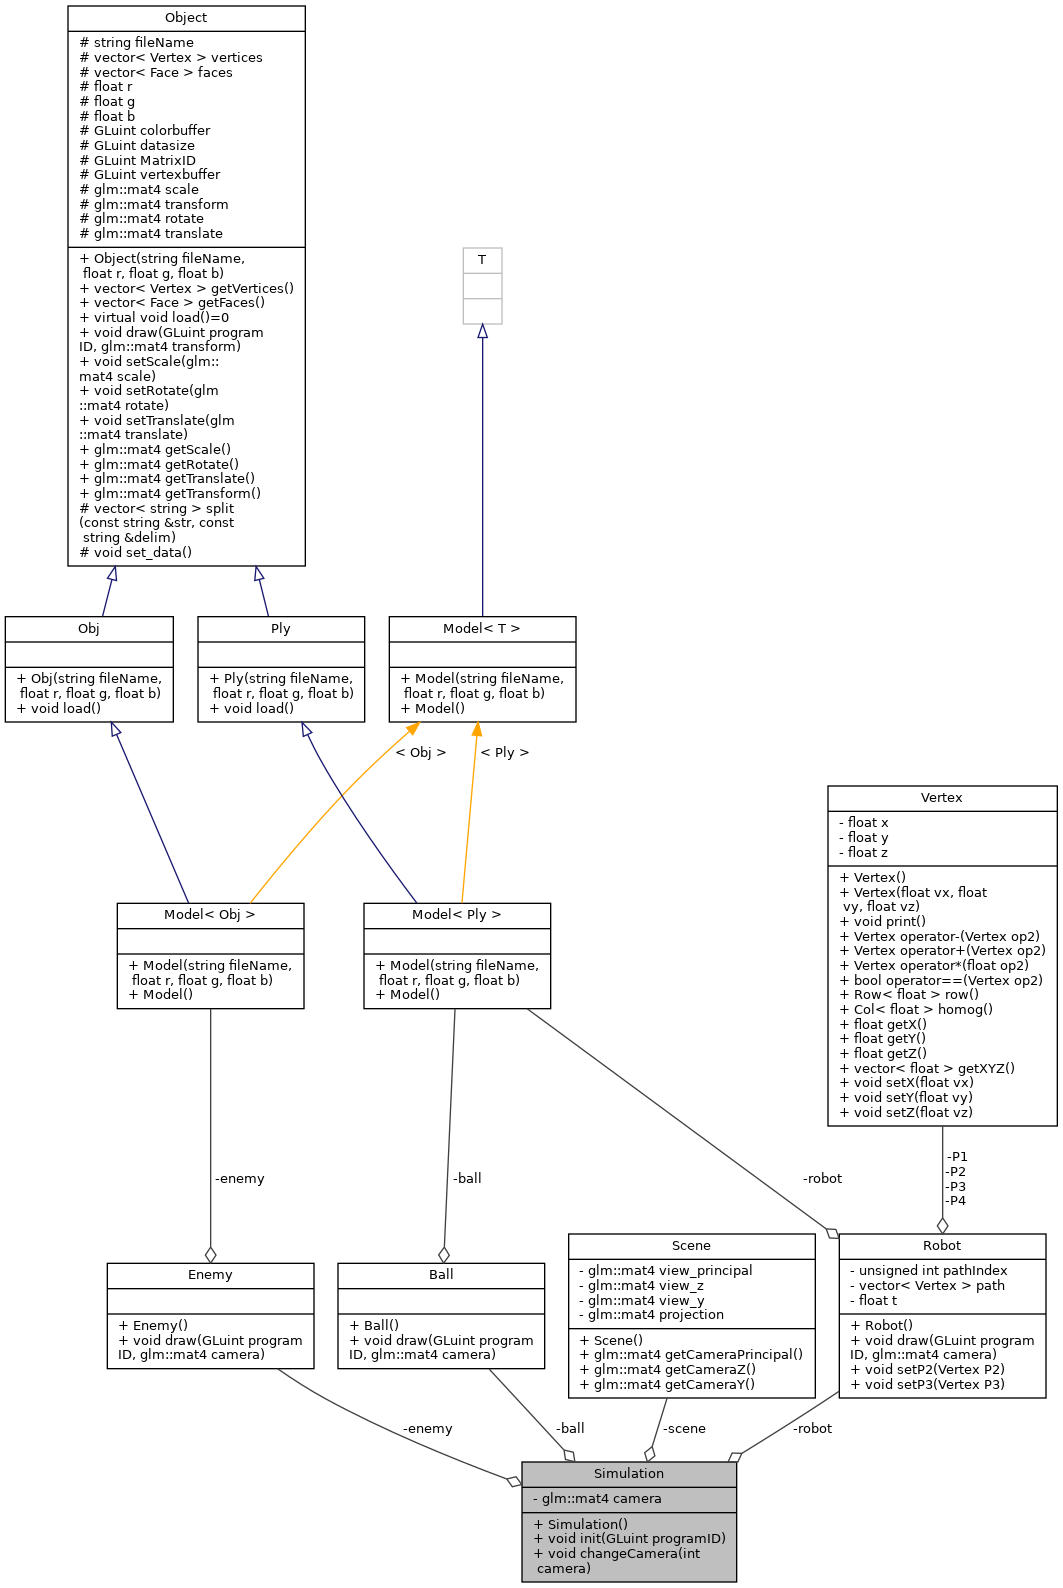 Object
# string fileName
# vector< Vertex > vertices
# vector< Face > faces
# float r
# float g
# float b
# GLuint colorbuffer
# GLuint datasize
# GLuint MatrixID
# GLuint vertexbuffer
# glm::mat4 scale
# glm::mat4 transform
# glm::mat4 rotate
# glm::mat4 translate
+ Object(string fileName,
float r, float g, float b)
+ vector< Vertex > getVertices()
+ vector< Face > getFaces()
+ virtual void load()=0
+ void draw(GLuint program
ID, glm::mat4 transform)
+ void setScale(glm::
mat4 scale)
+ void setRotate(glm
::mat4 rotate)
+ void setTranslate(glm
::mat4 translate)
+ glm::mat4 getScale()
+ glm::mat4 getRotate()
+ glm::mat4 getTranslate()
+ glm::mat4 getTransform()
# vector< string > split
(const string &str, const
string &delim)
# void set_data()
T
Obj
+ Obj(string fileName,
float r, float g, float b)
+ void load()
Ply
+ Ply(string fileName,
float r, float g, float b)
+ void load()
Model< T >
+ Model(string fileName,
float r, float g, float b)
+ Model()
< Obj >
< Ply >
Model< Obj >
+ Model(string fileName,
float r, float g, float b)
+ Model()
Model< Ply >
+ Model(string fileName,
float r, float g, float b)
+ Model()
Vertex
- float x
- float y
- float z
+ Vertex()
+ Vertex(float vx, float
vy, float vz)
+ void print()
+ Vertex operator-(Vertex op2)
+ Vertex operator+(Vertex op2)
+ Vertex operator*(float op2)
+ bool operator==(Vertex op2)
+ Row< float > row()
+ Col< float > homog()
+ float getX()
+ float getY()
+ float getZ()
+ vector< float > getXYZ()
+ void setX(float vx)
+ void setY(float vy)
+ void setZ(float vz)
-enemy
-ball
-robot
-P1
-P2
-P3
-P4
Enemy
+ Enemy()
+ void draw(GLuint program
ID, glm::mat4 camera)
Ball
+ Ball()
+ void draw(GLuint program
ID, glm::mat4 camera)
Scene
- glm::mat4 view_principal
- glm::mat4 view_z
- glm::mat4 view_y
- glm::mat4 projection
+ Scene()
+ glm::mat4 getCameraPrincipal()
+ glm::mat4 getCameraZ()
+ glm::mat4 getCameraY()
Robot
- unsigned int pathIndex
- vector< Vertex > path
- float t
+ Robot()
+ void draw(GLuint program
ID, glm::mat4 camera)
+ void setP2(Vertex P2)
+ void setP3(Vertex P3)
-enemy
-ball
-scene
-robot
Simulation
- glm::mat4 camera
+ Simulation()
+ void init(GLuint programID)
+ void changeCamera(int
camera)